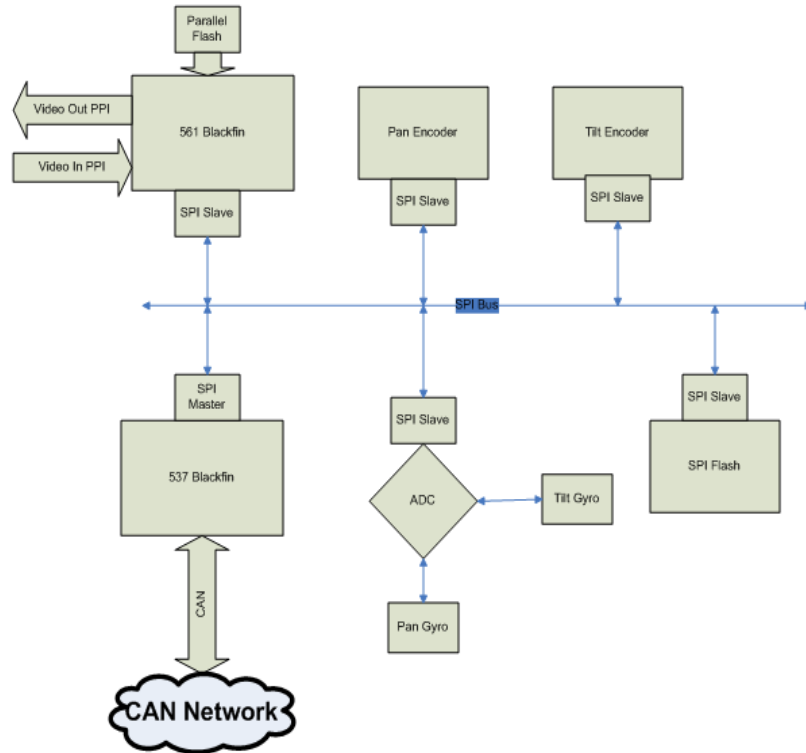 Parallel
Flash
Video Out PPI
561 Blackfin
Pan Encoder
Tilt Encoder
Video In PPI
SPI Slave
SPI Slave
SPI Slave
SPI Bus
SPI
Master
SPI Slave
SPI Slave
537 Blackfin
SPI Flash
ADC
Tilt Gyro
CAN
Pan Gyro
CAN Network